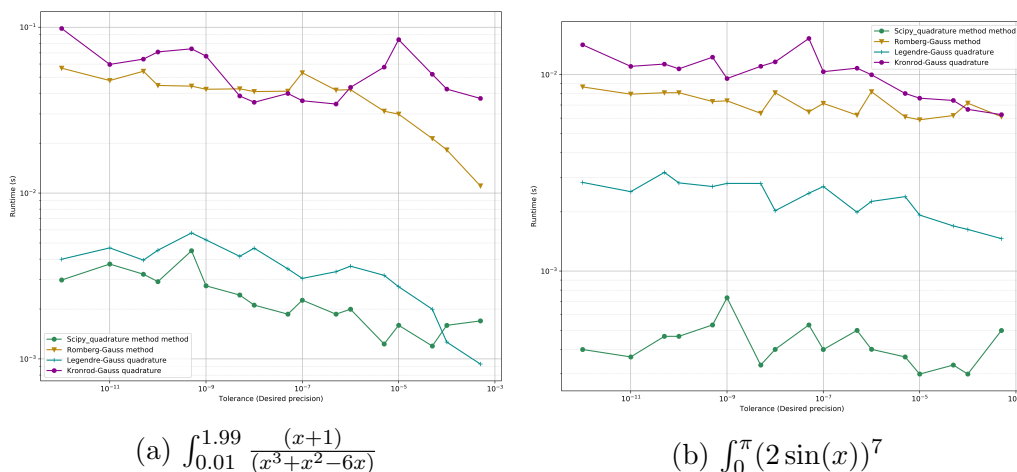 10⁻¹
10⁻²
10⁻³
Runtime (s)
Scipy_quadrature method method
Romberg-Gauss method
Legendre-Gauss quadrature
Kronrod-Gauss quadrature
10⁻¹¹ 10⁻⁹ 10⁻⁷ 10⁻⁵ 10⁻³
Tolerance (Desired precision)
(a) ∫_{0.01}^{1.99} (x+1)/(x³+x²−6x)
Scipy_quadrature method method
Romberg-Gauss method
Legendre-Gauss quadrature
Kronrod-Gauss quadrature
10⁻²
10⁻³
Runtime (s)
10⁻¹¹ 10⁻⁹ 10⁻⁷ 10⁻⁵ 10
Tolerance (Desired precision)
(b) ∫_0^π (2 sin(x))⁷